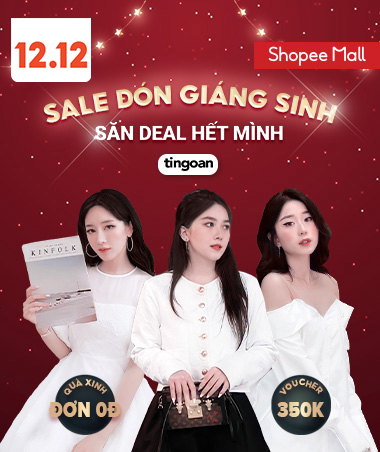 12.12
Shopee Mall
SALE ĐÓN GIÁNG SINH
SĂN DEAL HẾT MÌNH
tingoan
KINFOLK
QUÀ XINH
ĐƠN 0Đ
VOUCHER
350K